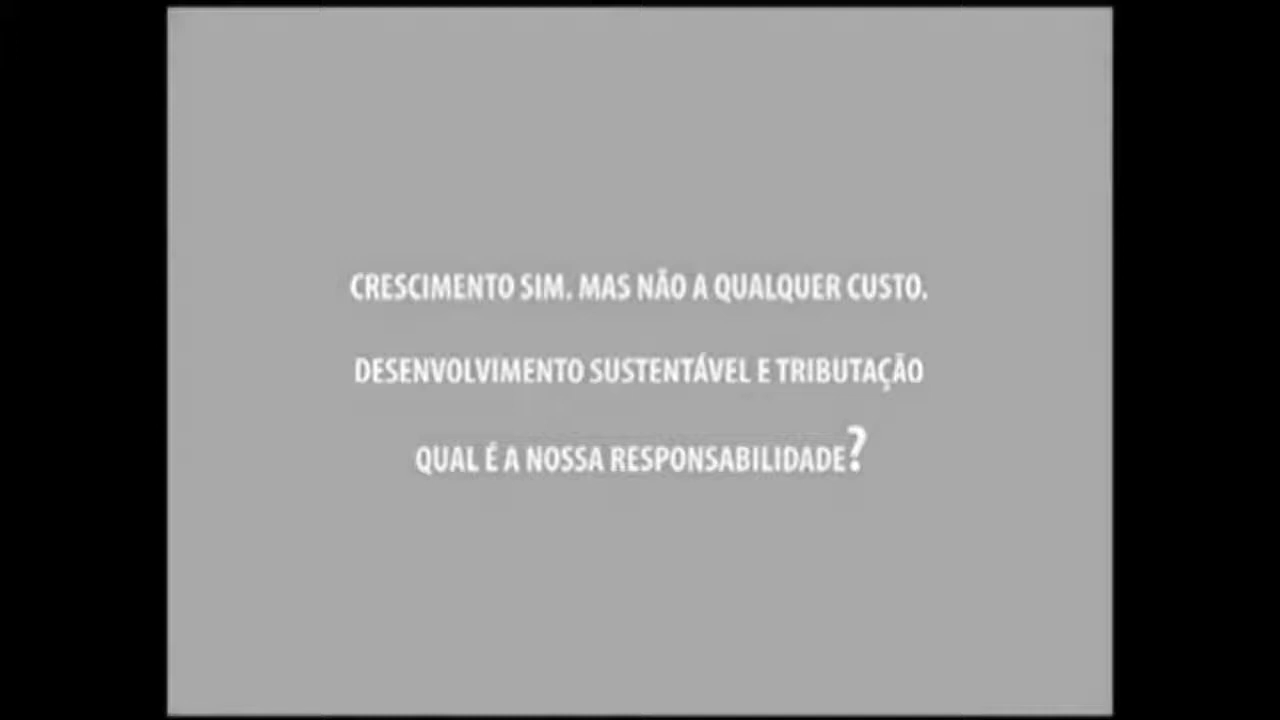 CRESCIMENTO SIM. MAS NÃO A QUALQUER CUSTO.
DESENVOLVIMENTO SUSTENTÁVEL E TRIBUTAÇÃO
QUAL É A NOSSA RESPONSABILIDADE?